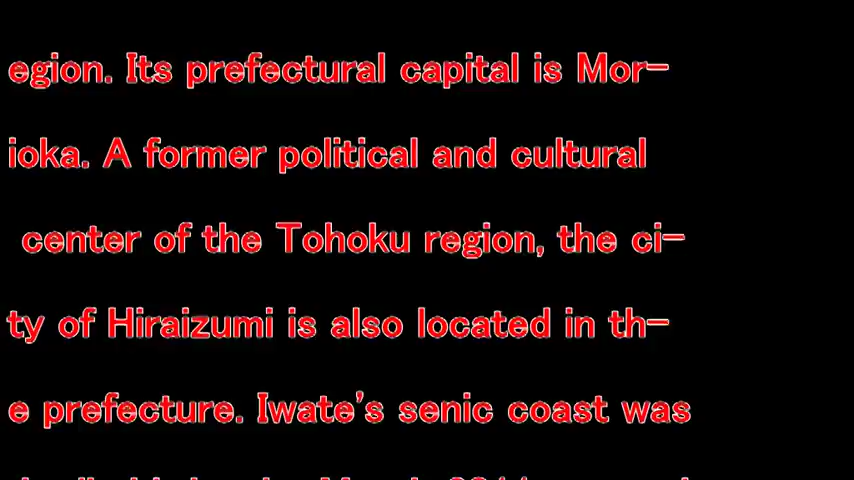 egion. Its prefectural capital is Mor-
ioka. A former political and cultural
center of the Tohoku region, the ci-
ty of Hiraizumi is also located in th-
e prefecture. Iwate's senic coast was